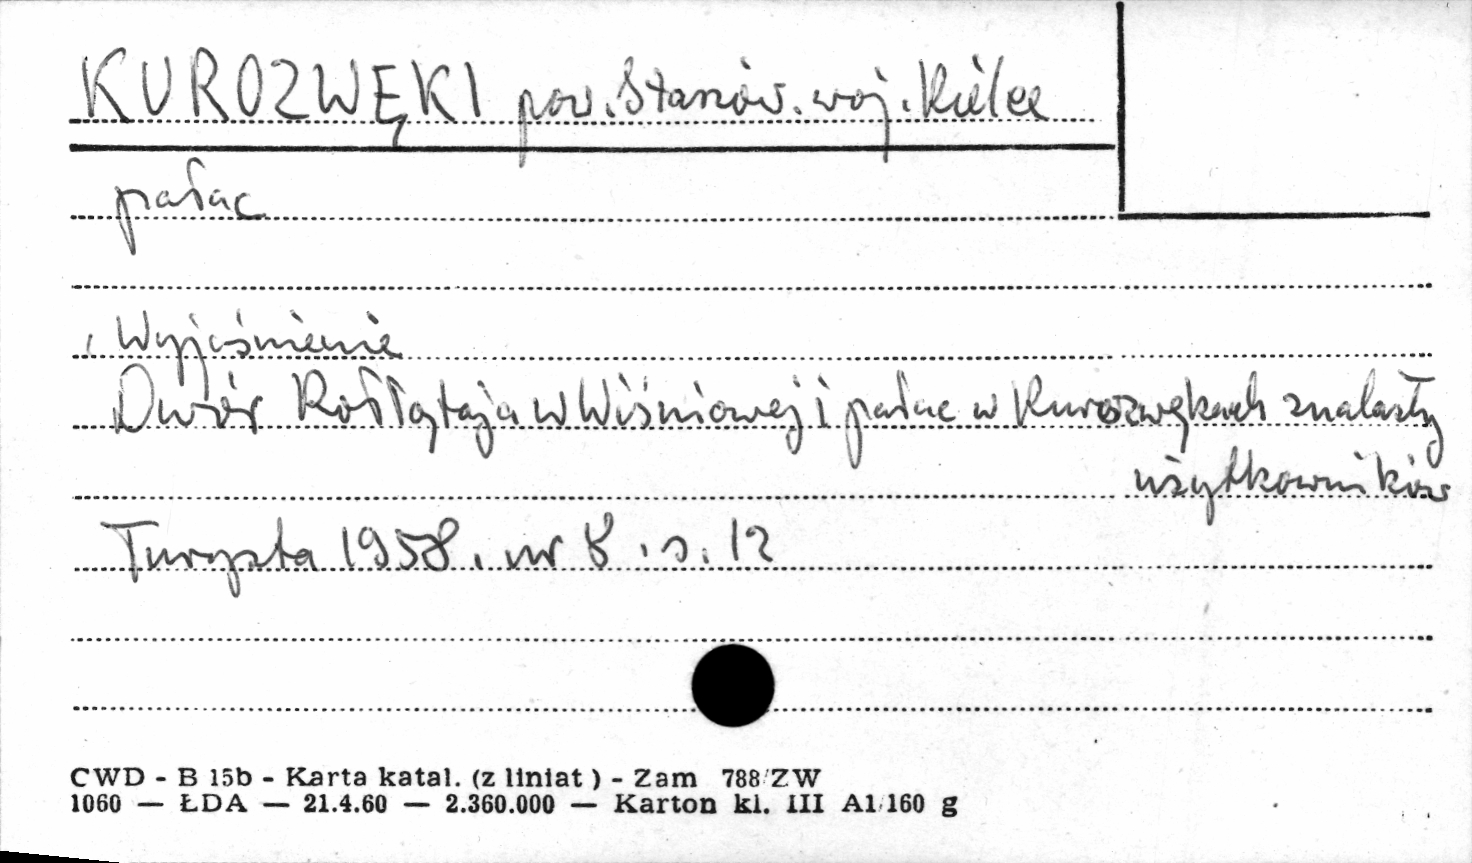 KUROZWĘKI pow. Staszów. woj. Kielce
pałac
Wyjaśnienie
Dwór Kołłątaja w Wiśniowej i pałac w Kurozwękach znalazły
użytkowników
Turysta 1958. nr 8. s. 12
CWD - B 15b - Karta katal. (z liniat) - Zam 788/ZW
1060 — ŁDA — 21.4.60 — 2.360.000 — Karton kl. III A1/160 g